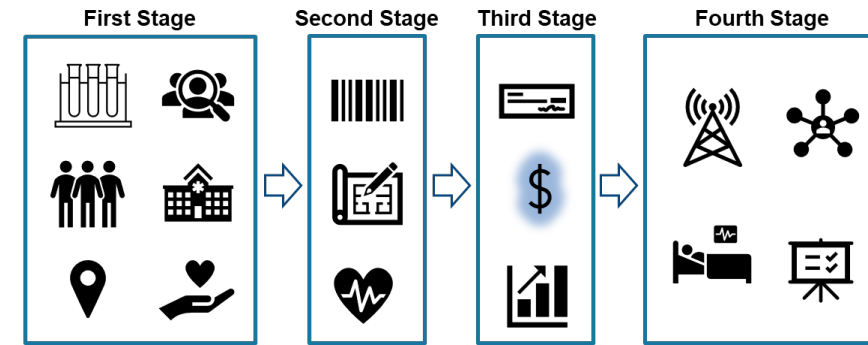 First Stage
Second Stage
Third Stage
Fourth Stage
$